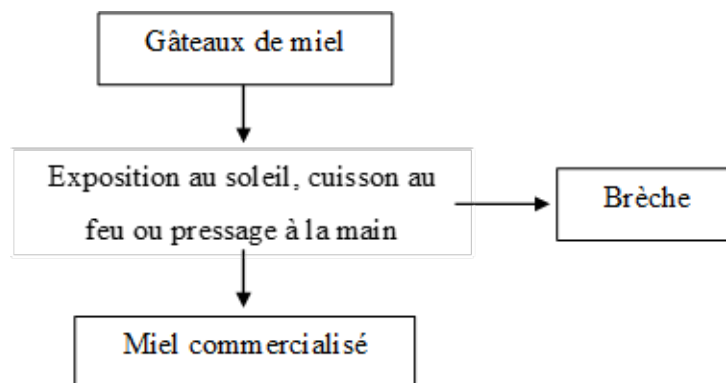 Gâteaux de miel
Exposition au soleil, cuisson au
feu ou pressage à la main
Brèche
Miel commercialisé